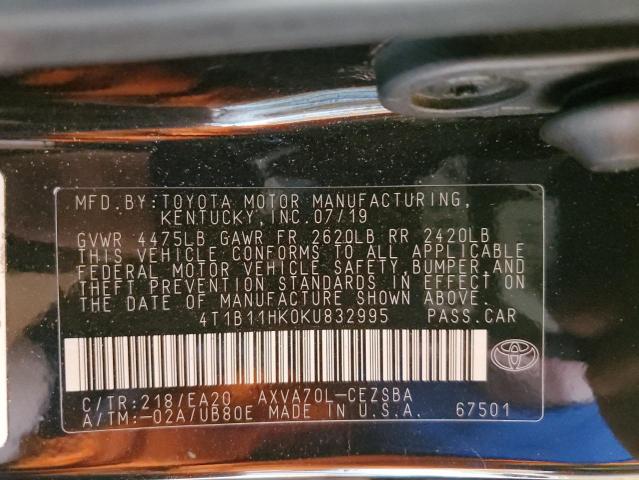 MFD.BY:TOYOTA MOTOR MANUFACTURING,
KENTUCKY,INC.07/19
GVWR 4475LB GAWR FR 2620LB RR 2420LB
THIS VEHICLE CONFORMS TO ALL APPLICABLE
FEDERAL MOTOR VEHICLE SAFETY,BUMPER,AND
THEFT PREVENTION STANDARDS IN EFFECT ON
THE DATE OF MANUFACTURE SHOWN ABOVE.
4T1B11HK0KU832995 PASS.CAR
C/TR:218/EA20 AXVA70L-CEZSBA
A/TM:-02A/UB80E MADE IN U.S.A. 67501